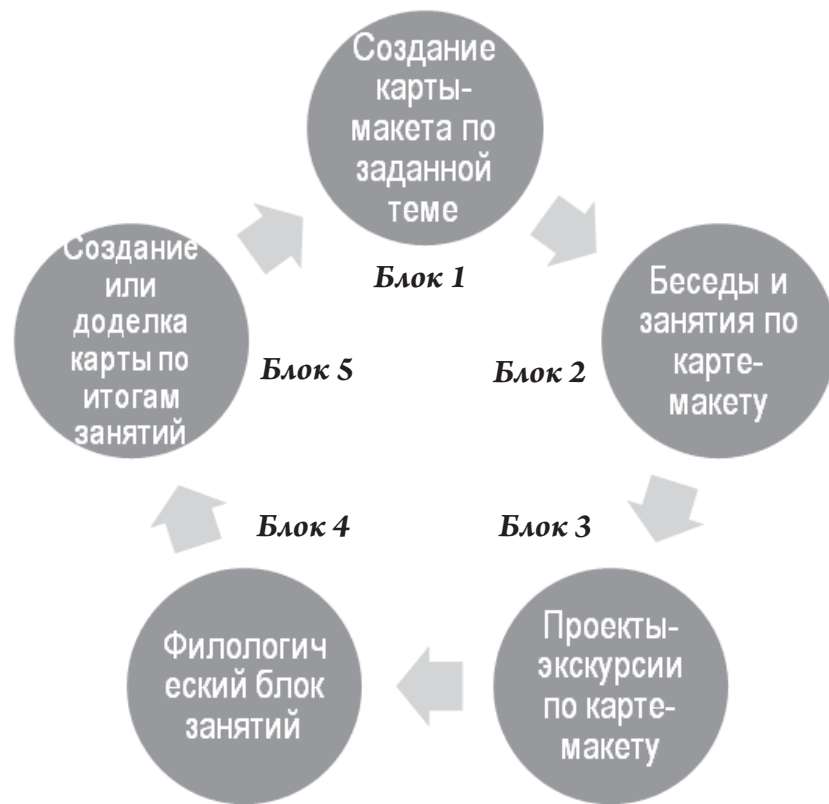 Создание
карты-
макета по
заданной
теме
Блок 1
Беседы и
занятия по
карте-
макету
Блок 2
Проекты-
экскурсии
по карте-
макету
Блок 3
Филологич
еский блок
занятий
Блок 4
Создание
или
доделка
карты по
итогам
занятий
Блок 5